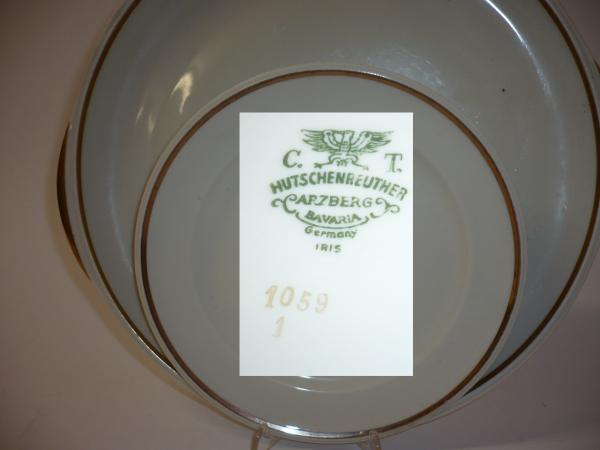 C. T.
HUTSCHENREUTHER
ARZBERG
BAVARIA
Germany
IRIS
1059
1